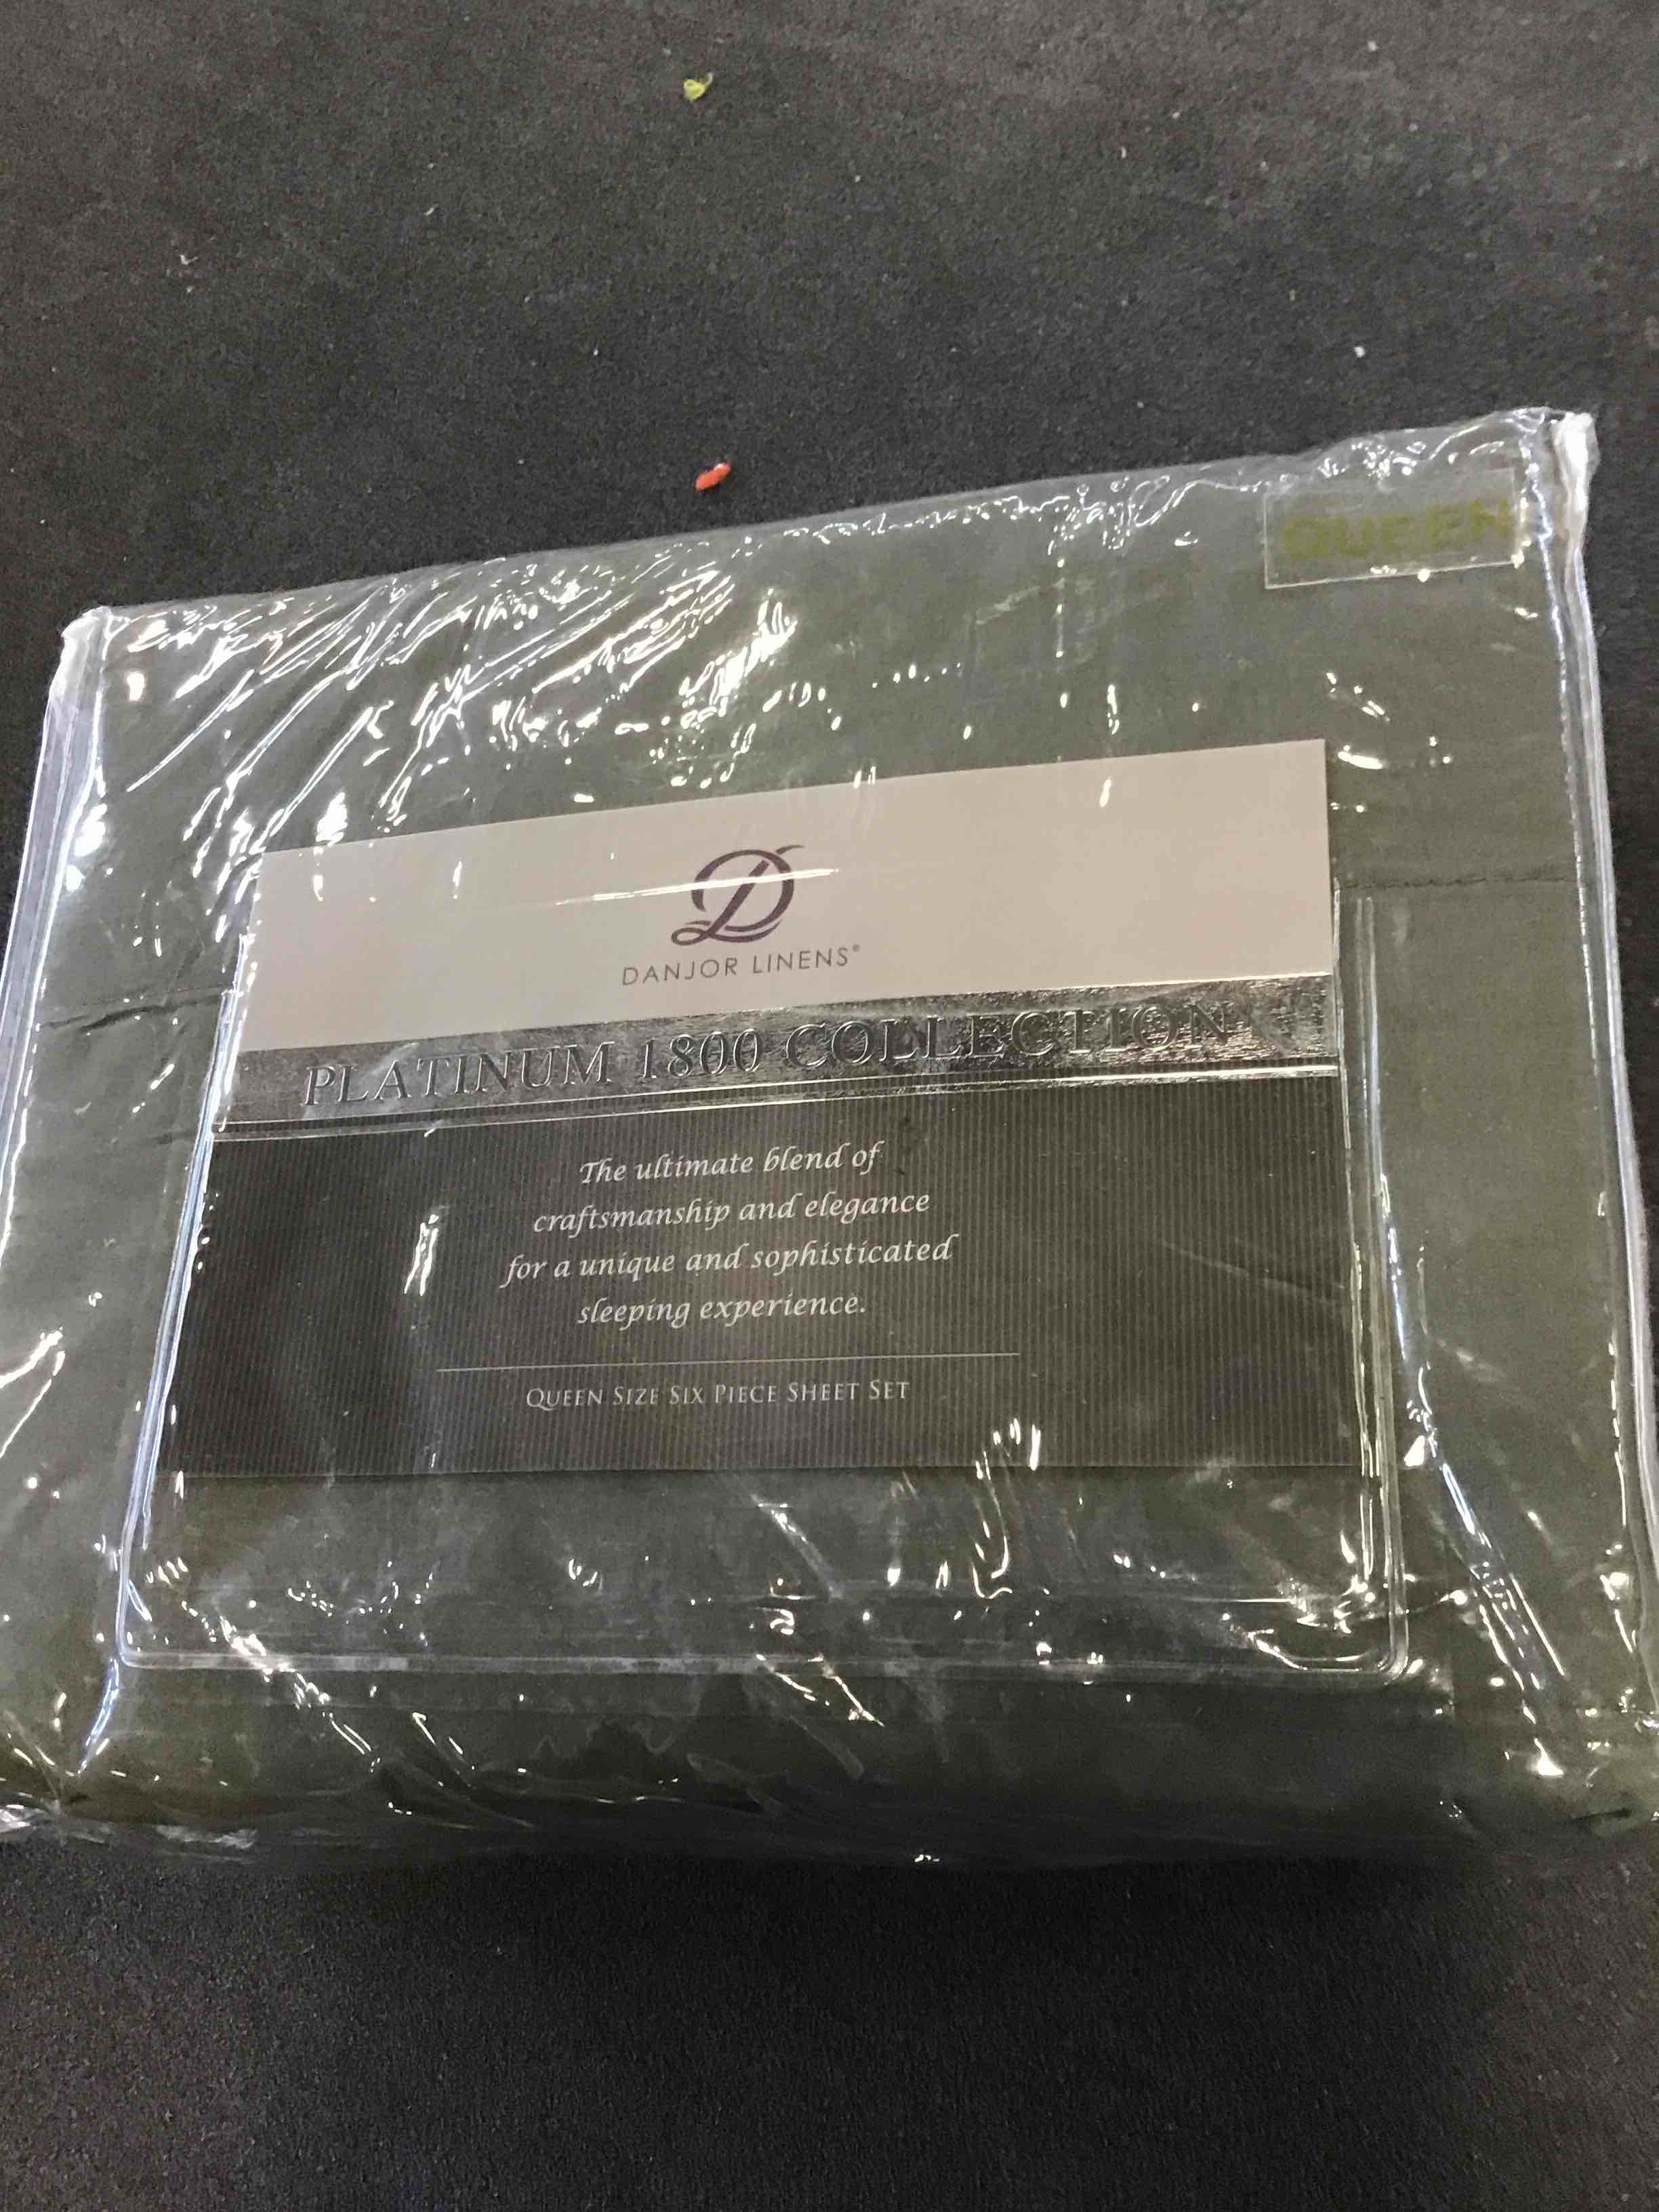 QUEEN
D
DANJOR LINENS®
PLATINUM 1800 COLLECTION
The ultimate blend of
craftsmanship and elegance
for a unique and sophisticated
sleeping experience.
QUEEN SIZE SIX PIECE SHEET SET